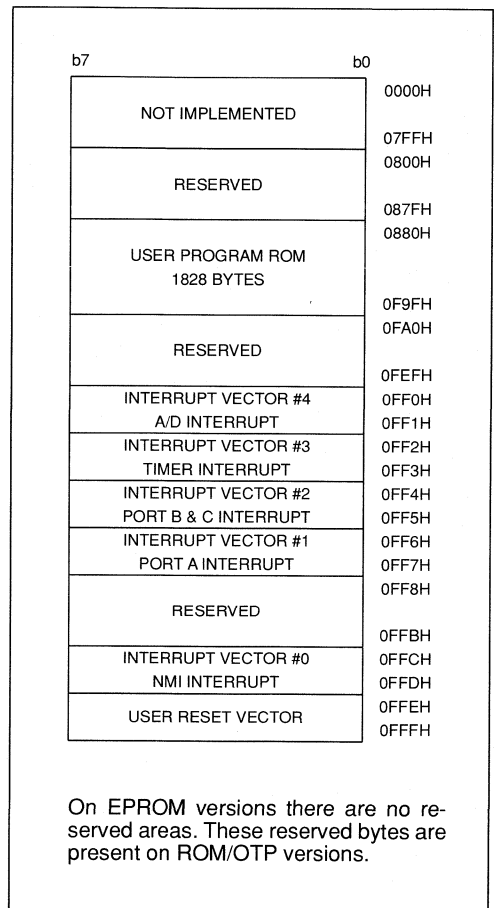 b7 b0
0000H
NOT IMPLEMENTED
07FFH
0800H
RESERVED
087FH
0880H
USER PROGRAM ROM
1828 BYTES
0F9FH
0FA0H
RESERVED
0FEFH
INTERRUPT VECTOR #4 0FF0H
A/D INTERRUPT 0FF1H
INTERRUPT VECTOR #3 0FF2H
TIMER INTERRUPT 0FF3H
INTERRUPT VECTOR #2 0FF4H
PORT B & C INTERRUPT 0FF5H
INTERRUPT VECTOR #1 0FF6H
PORT A INTERRUPT 0FF7H
0FF8H
RESERVED
0FFBH
INTERRUPT VECTOR #0 0FFCH
NMI INTERRUPT 0FFDH
0FFEH
USER RESET VECTOR
0FFFH
On EPROM versions there are no re-
served areas. These reserved bytes are
present on ROM/OTP versions.